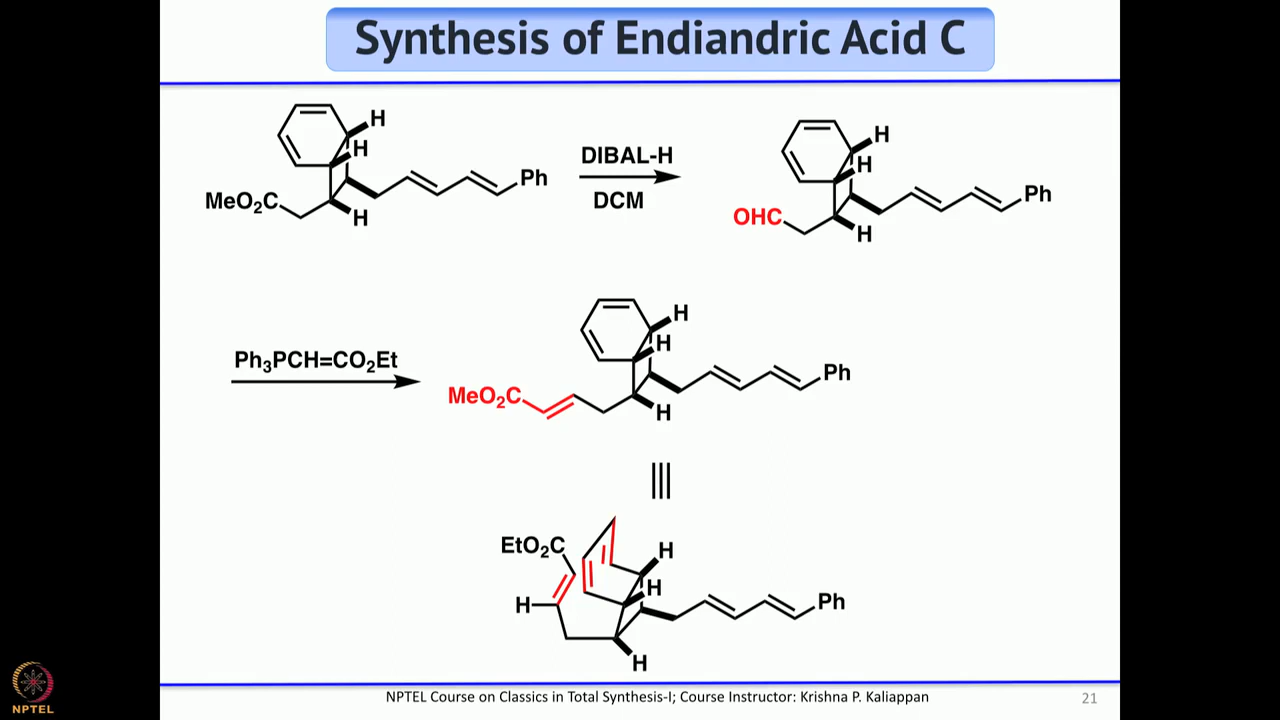 Synthesis of Endiandric Acid C
H
H
MeO₂C
H
Ph
DIBAL-H
DCM
H
H
OHC
H
Ph
Ph₃PCH=CO₂Et
H
H
MeO₂C
H
Ph
EtO₂C
H
H
H
H
Ph
NPTEL Course on Classics in Total Synthesis-I; Course Instructor: Krishna P. Kaliappan
21
NPTEL